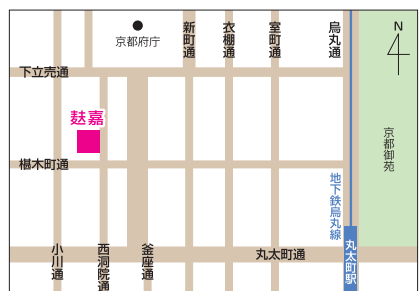 京都府庁
新町通
衣棚通
室町通
烏丸通
N
下立売通
麸嘉
京都御苑
椹木町通
地下鉄烏丸線
小川通
西洞院通
釜座通
丸太町通
丸太町駅